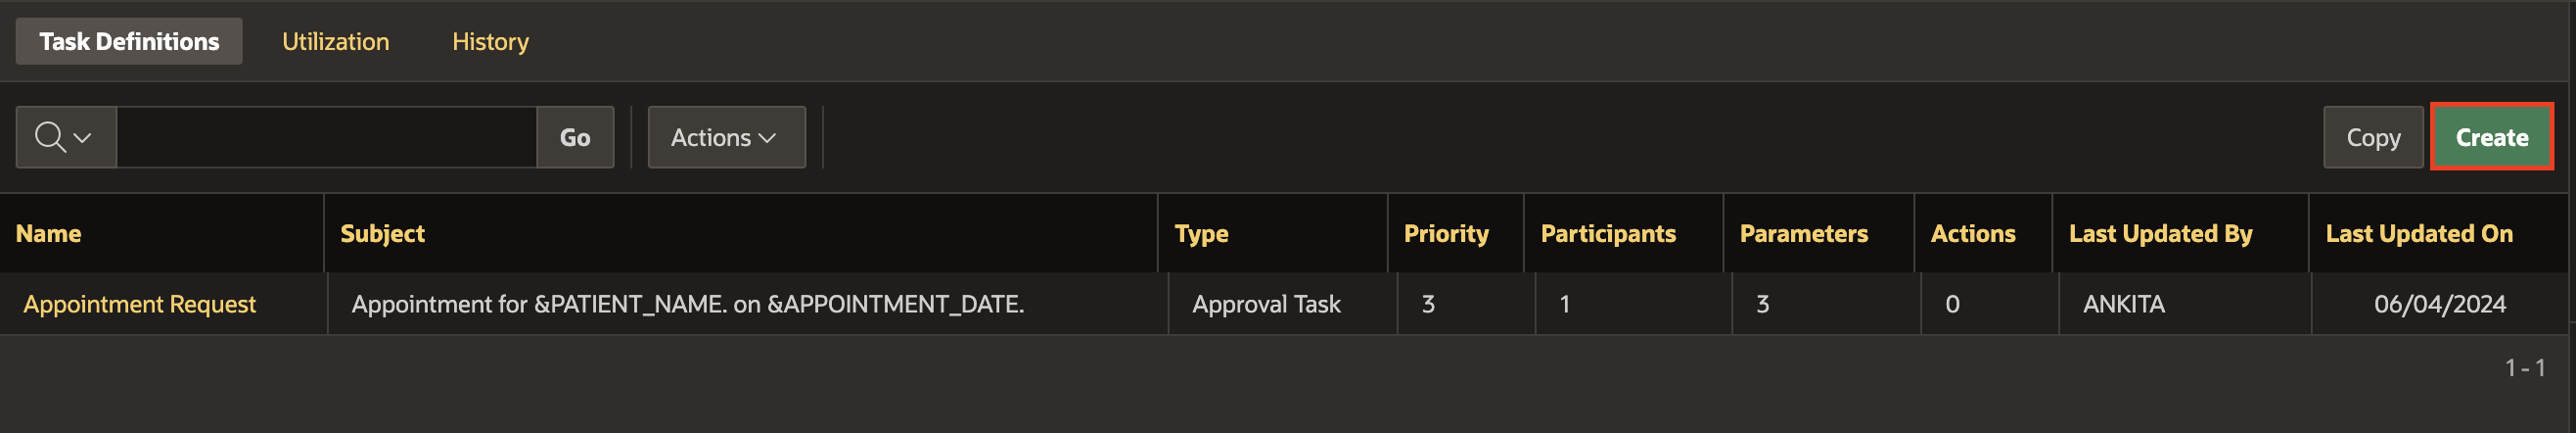 Task Definitions Utilization History
Go Actions Copy Create
Name Subject Type Priority Participants Parameters Actions Last Updated By Last Updated On
Appointment Request Appointment for &PATIENT_NAME. on &APPOINTMENT_DATE. Approval Task 3 1 3 0 ANKITA 06/04/2024
1 - 1